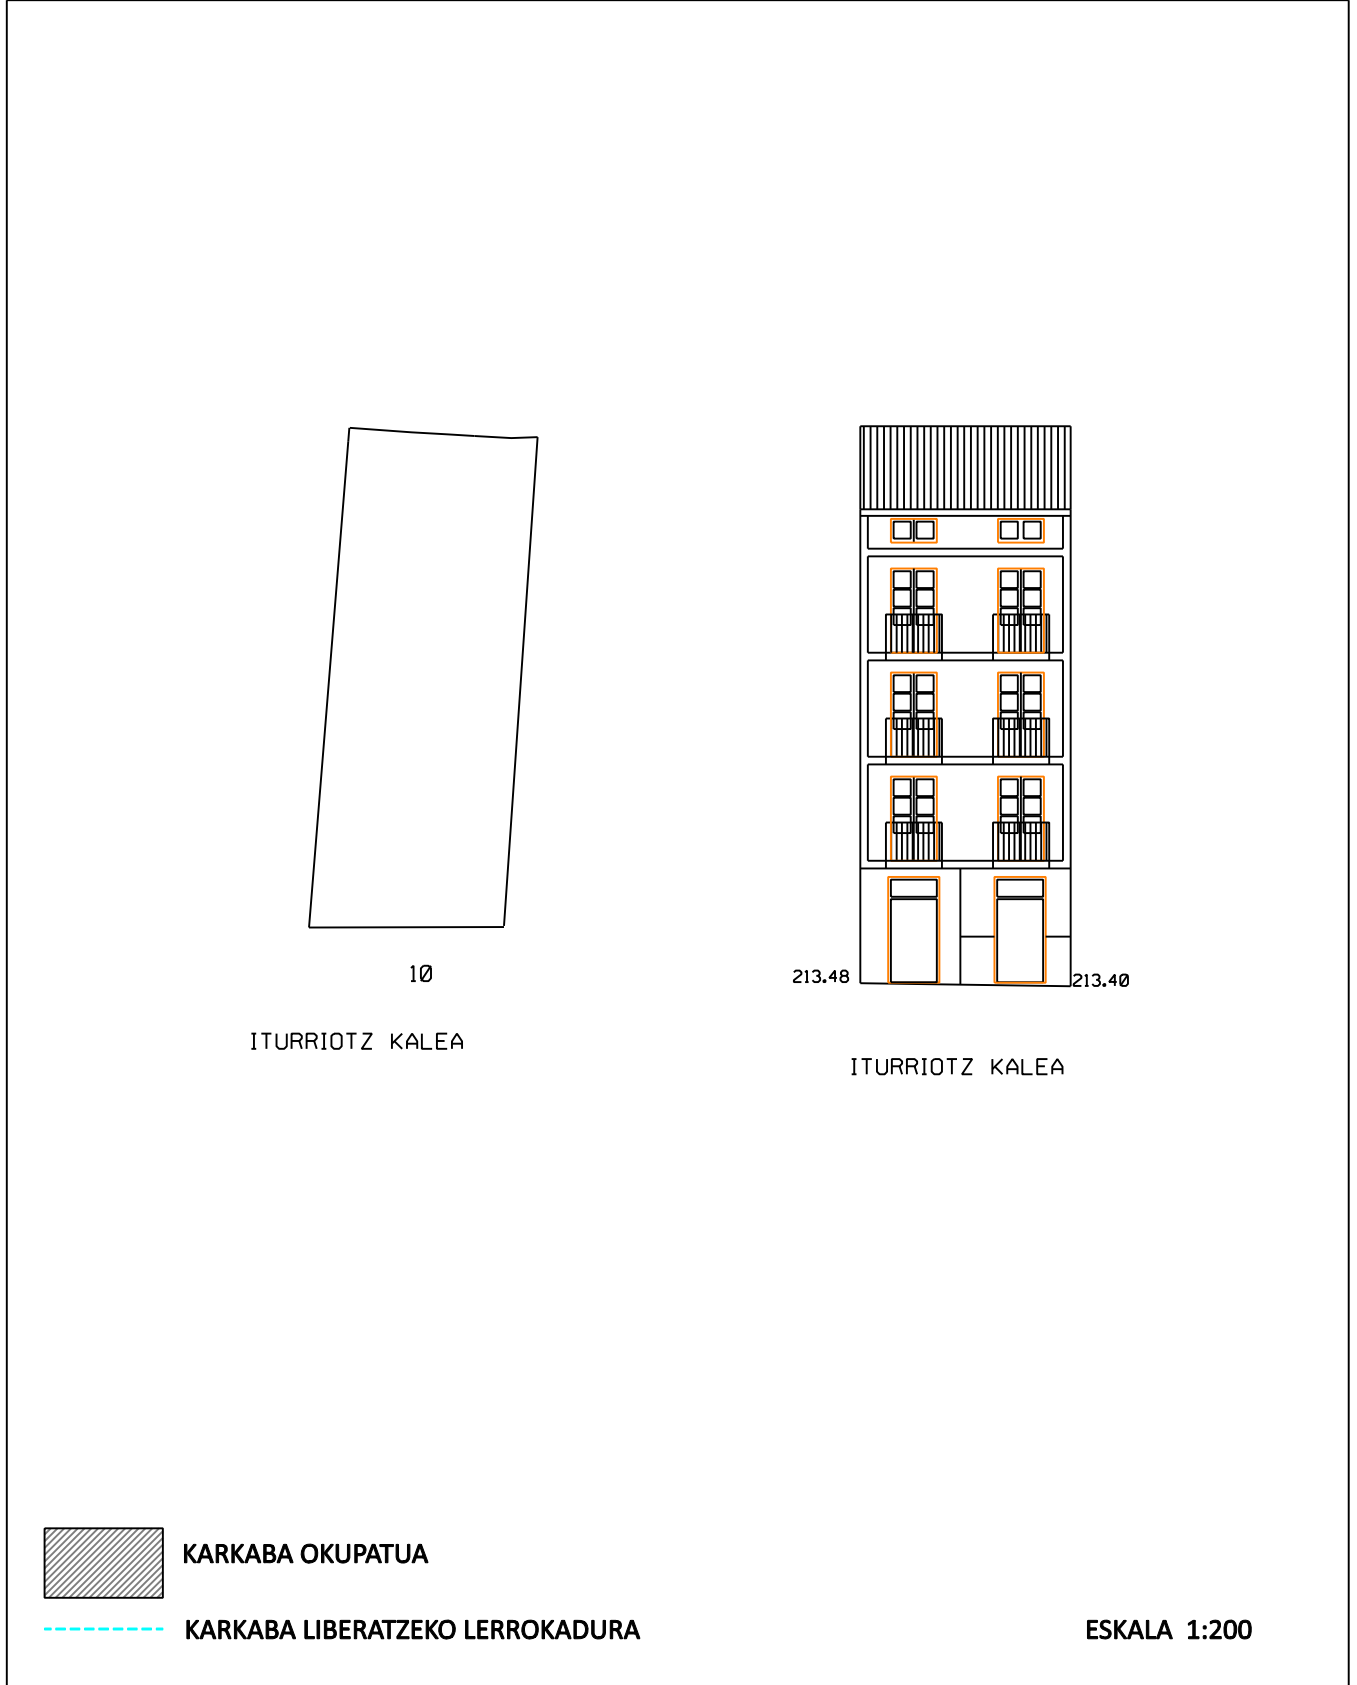 10
ITURRIOTZ KALEA
213.48
213.40
ITURRIOTZ KALEA
KARKABA OKUPATUA
KARKABA LIBERATZEKO LERROKADURA
ESKALA 1:200